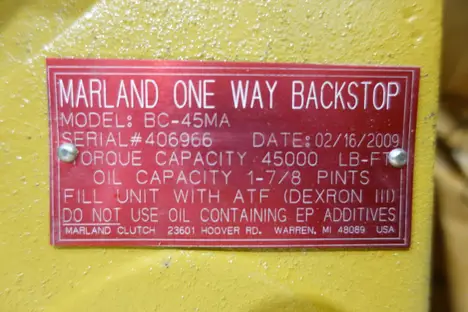 MARLAND ONE WAY BACKSTOP
MODEL: BC-45MA
SERIAL#406966 DATE: 02/16/2009
TORQUE CAPACITY 45000 LB-FT
OIL CAPACITY 1-7/8 PINTS
FILL UNIT WITH ATF (DEXRON III)
DO NOT USE OIL CONTAINING EP ADDITIVES
MARLAND CLUTCH 23601 HOOVER RD. WARREN, MI 48089 USA